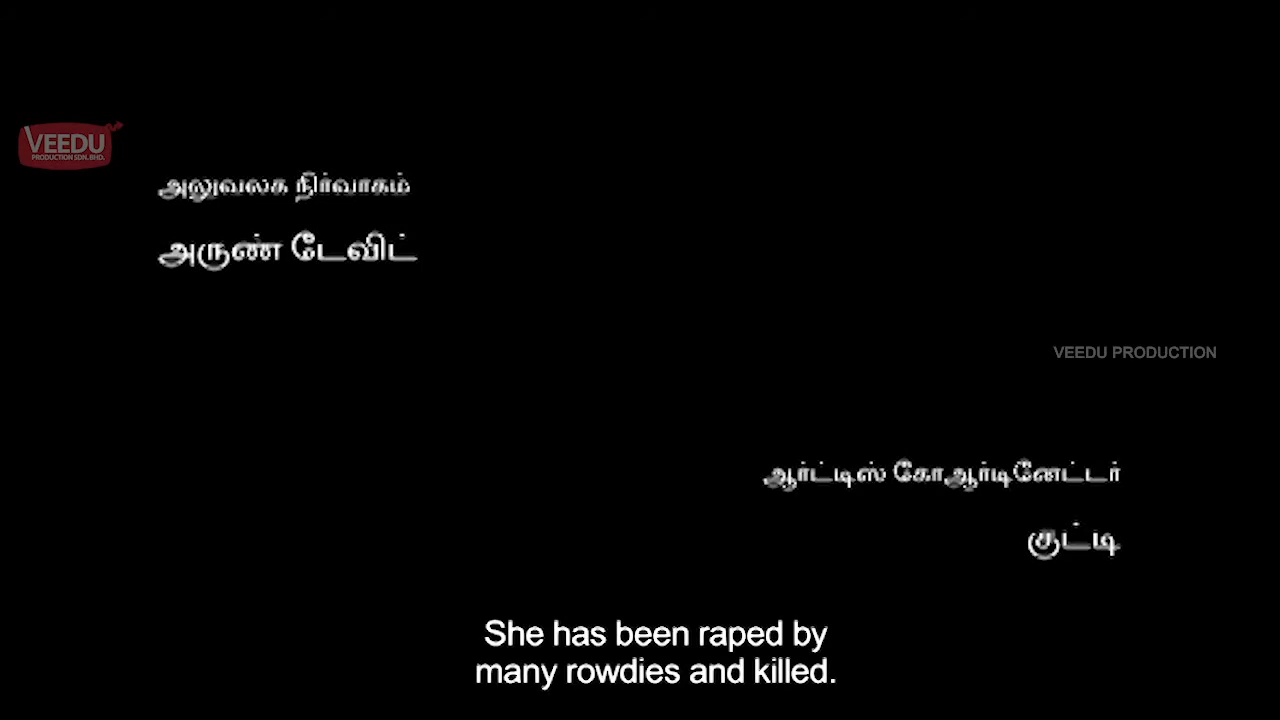 VEEDU
PRODUCTION SDN.BHD.
அலுவலக நிர்வாகம்
அருண் டேவிட்
VEEDU PRODUCTION
ஆர்ட்டிஸ் கோஆர்டினேட்டர்
குட்டி
She has been raped by
many rowdies and killed.